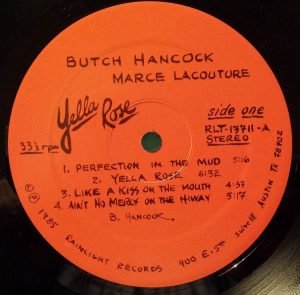 BUTCH HANCOCK
MARCE LACOUTURE
Yella Rose
side one
33⅓ rpm
RLT-13711-A
STEREO
1. PERFECTION IN THE MUD 5:16
2. YELLA ROSE 6:32
3. LIKE A KISS ON THE MOUTH 4:33
4. AIN'T NO MERCY ON THE HIWAY 5:17
B. HANCOCK
© ℗ 1985 RAINLIGHT RECORDS 900 E. 5th SUITE III AUSTIN TX 78702